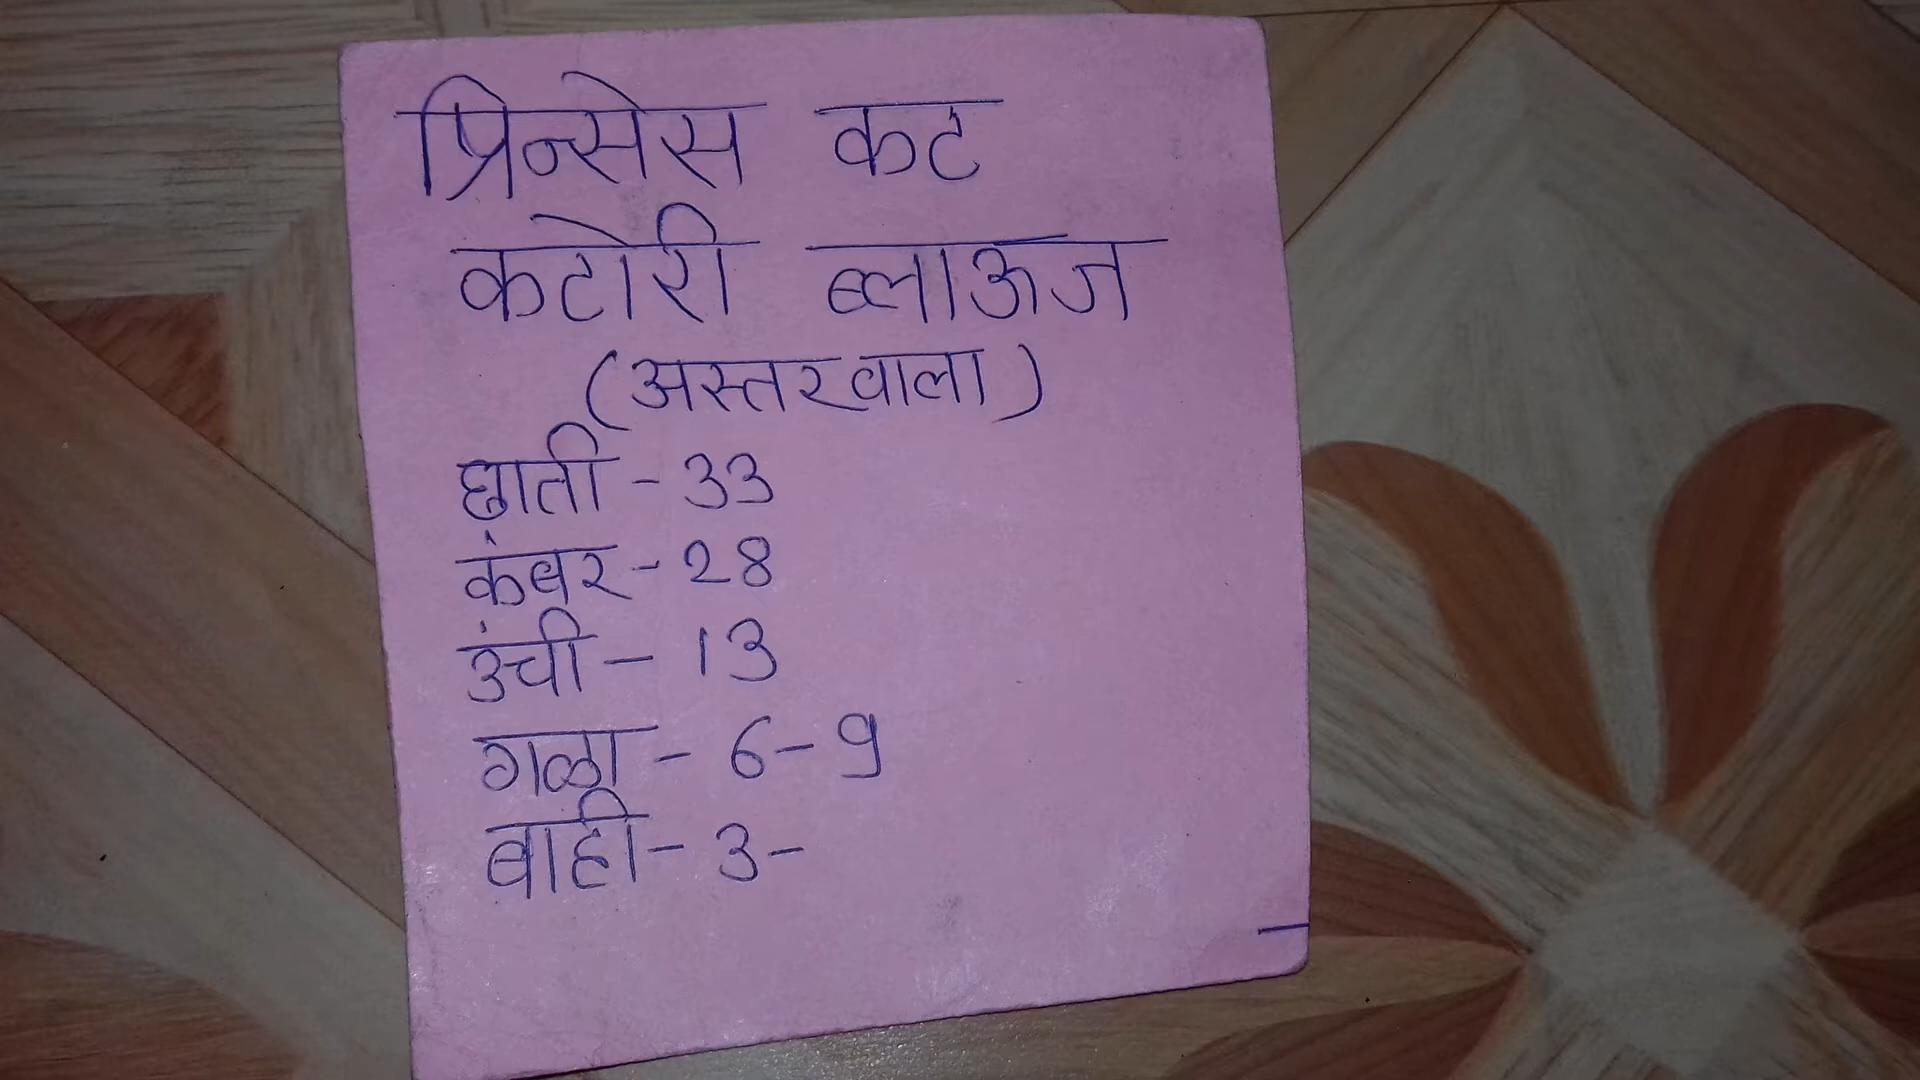 प्रिन्सेस कट
कटोरी ब्लाऊज
(अस्तरवाला)
छाती - 33
कंबर - 28
उंची - 13
गळा - 6-9
बाही - 3-